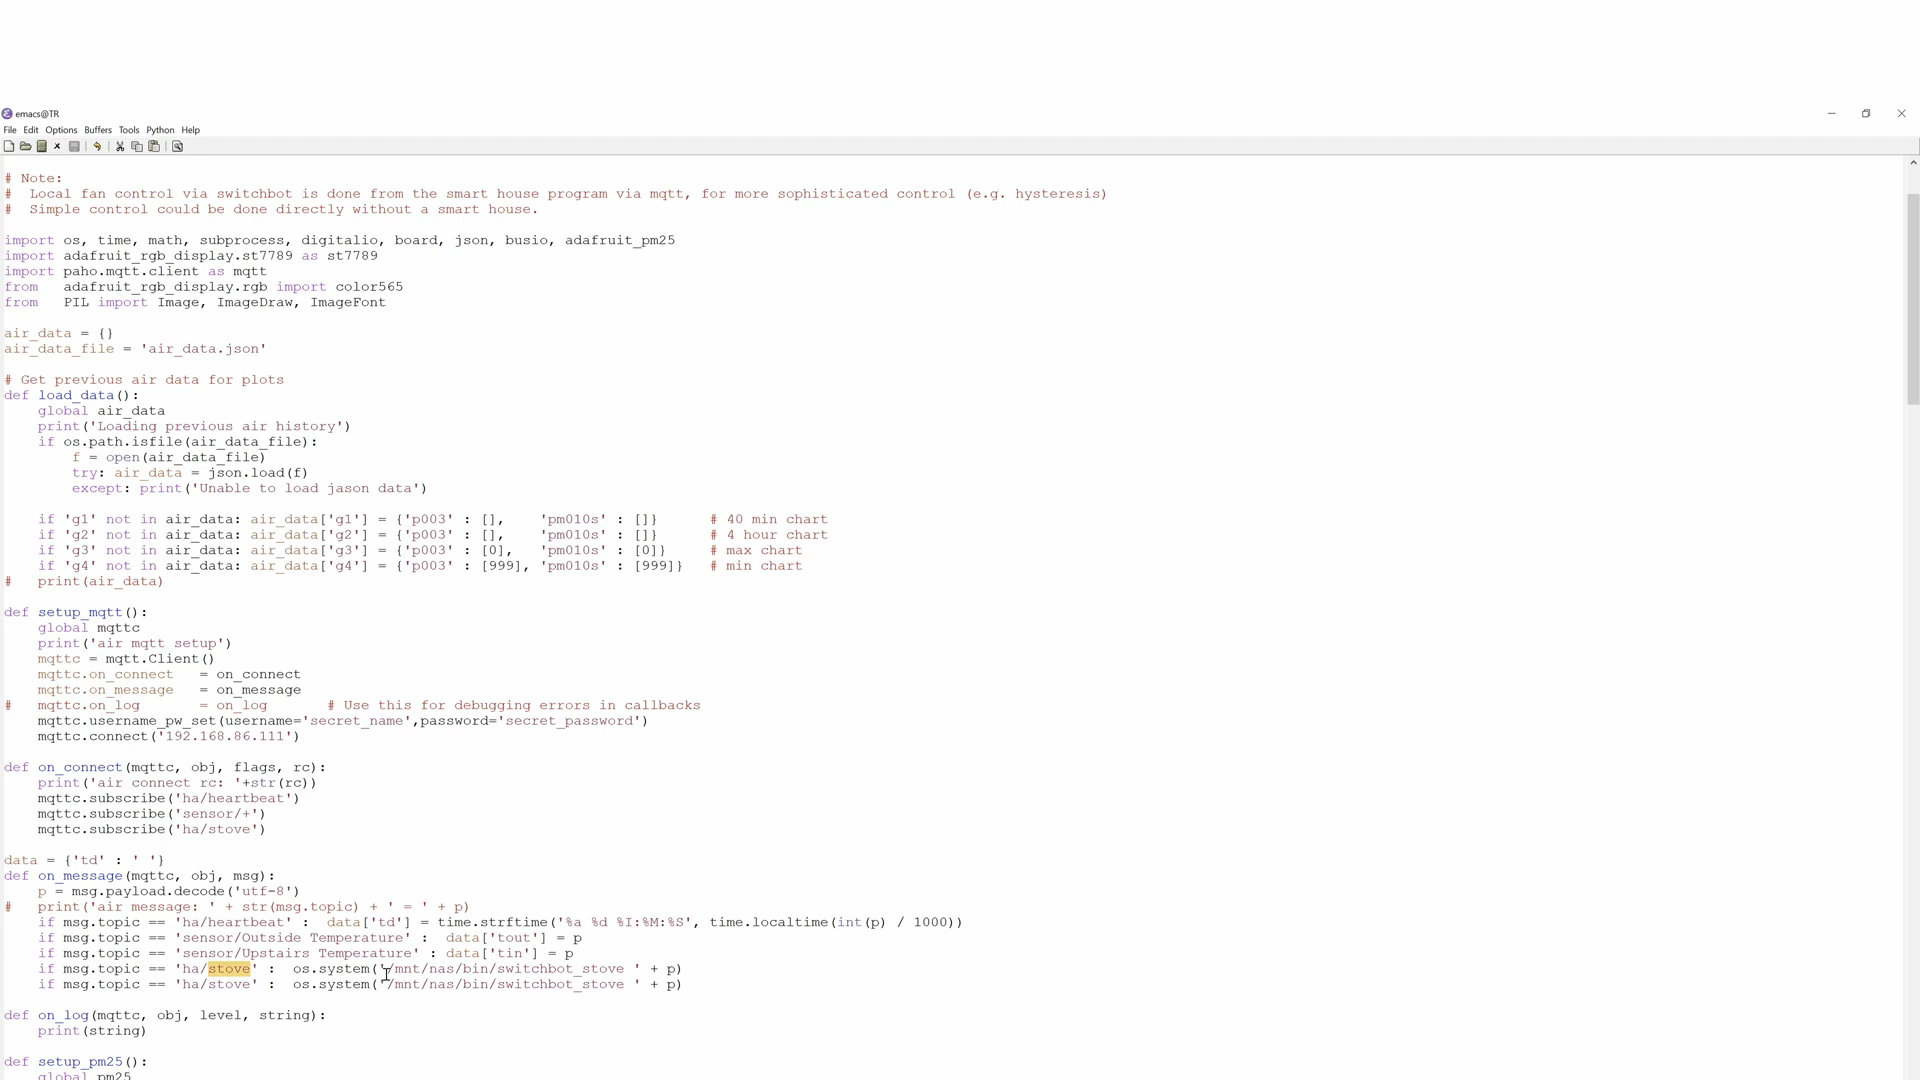 emacs@TR
File Edit Options Buffers Tools Python Help
# Note:
#  Local fan control via switchbot is done from the smart house program via mqtt, for more sophisticated control (e.g. hysteresis)
#  Simple control could be done directly without a smart house.
import os, time, math, subprocess, digitalio, board, json, busio, adafruit_pm25
import adafruit_rgb_display.st7789 as st7789
import paho.mqtt.client as mqtt
from   adafruit_rgb_display.rgb import color565
from   PIL import Image, ImageDraw, ImageFont
air_data = {}
air_data_file = 'air_data.json'
# Get previous air data for plots
def load_data():
    global air_data
    print('Loading previous air history')
    if os.path.isfile(air_data_file):
        f = open(air_data_file)
        try: air_data = json.load(f)
        except: print('Unable to load jason data')
    if 'g1' not in air_data: air_data['g1'] = {'p003' : [],    'pm010s' : []}      # 40 min chart
    if 'g2' not in air_data: air_data['g2'] = {'p003' : [],    'pm010s' : []}      # 4 hour chart
    if 'g3' not in air_data: air_data['g3'] = {'p003' : [0],   'pm010s' : [0]}     # max chart
    if 'g4' not in air_data: air_data['g4'] = {'p003' : [999], 'pm010s' : [999]}   # min chart
#   print(air_data)
def setup_mqtt():
    global mqttc
    print('air mqtt setup')
    mqttc = mqtt.Client()
    mqttc.on_connect   = on_connect
    mqttc.on_message   = on_message
#   mqttc.on_log       = on_log       # Use this for debugging errors in callbacks
    mqttc.username_pw_set(username='secret_name',password='secret_password')
    mqttc.connect('192.168.86.111')
def on_connect(mqttc, obj, flags, rc):
    print('air connect rc: '+str(rc))
    mqttc.subscribe('ha/heartbeat')
    mqttc.subscribe('sensor/+')
    mqttc.subscribe('ha/stove')
data = {'td' : ' '}
def on_message(mqttc, obj, msg):
    p = msg.payload.decode('utf-8')
#   print('air message: ' + str(msg.topic) + ' = ' + p)
    if msg.topic == 'ha/heartbeat' :  data['td'] = time.strftime('%a %d %I:%M:%S', time.localtime(int(p) / 1000))
    if msg.topic == 'sensor/Outside Temperature' :  data['tout'] = p
    if msg.topic == 'sensor/Upstairs Temperature' : data['tin'] = p
    if msg.topic == 'ha/stove' :  os.system('/mnt/nas/bin/switchbot_stove ' + p)
    if msg.topic == 'ha/stove' :  os.system('/mnt/nas/bin/switchbot_stove ' + p)
def on_log(mqttc, obj, level, string):
    print(string)
def setup_pm25():
    global pm25